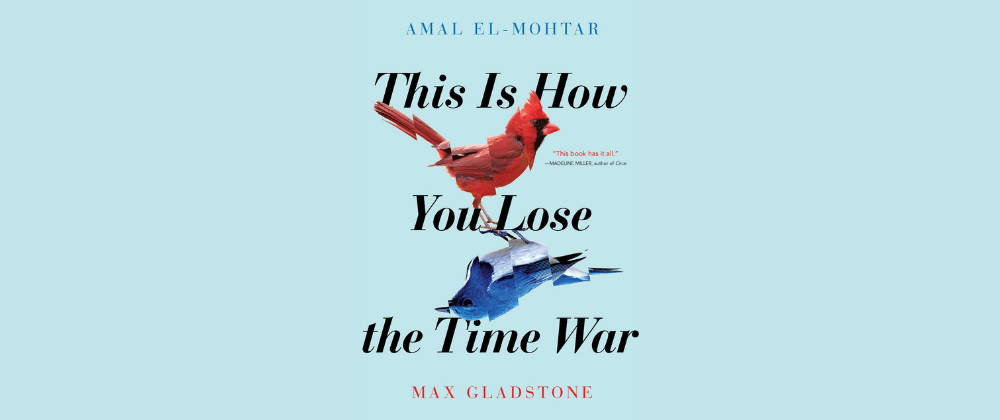 AMAL EL-MOHTAR
This Is How
"This book has it all."
—MADELINE MILLER, author of Circe
You Lose
the Time War
MAX GLADSTONE